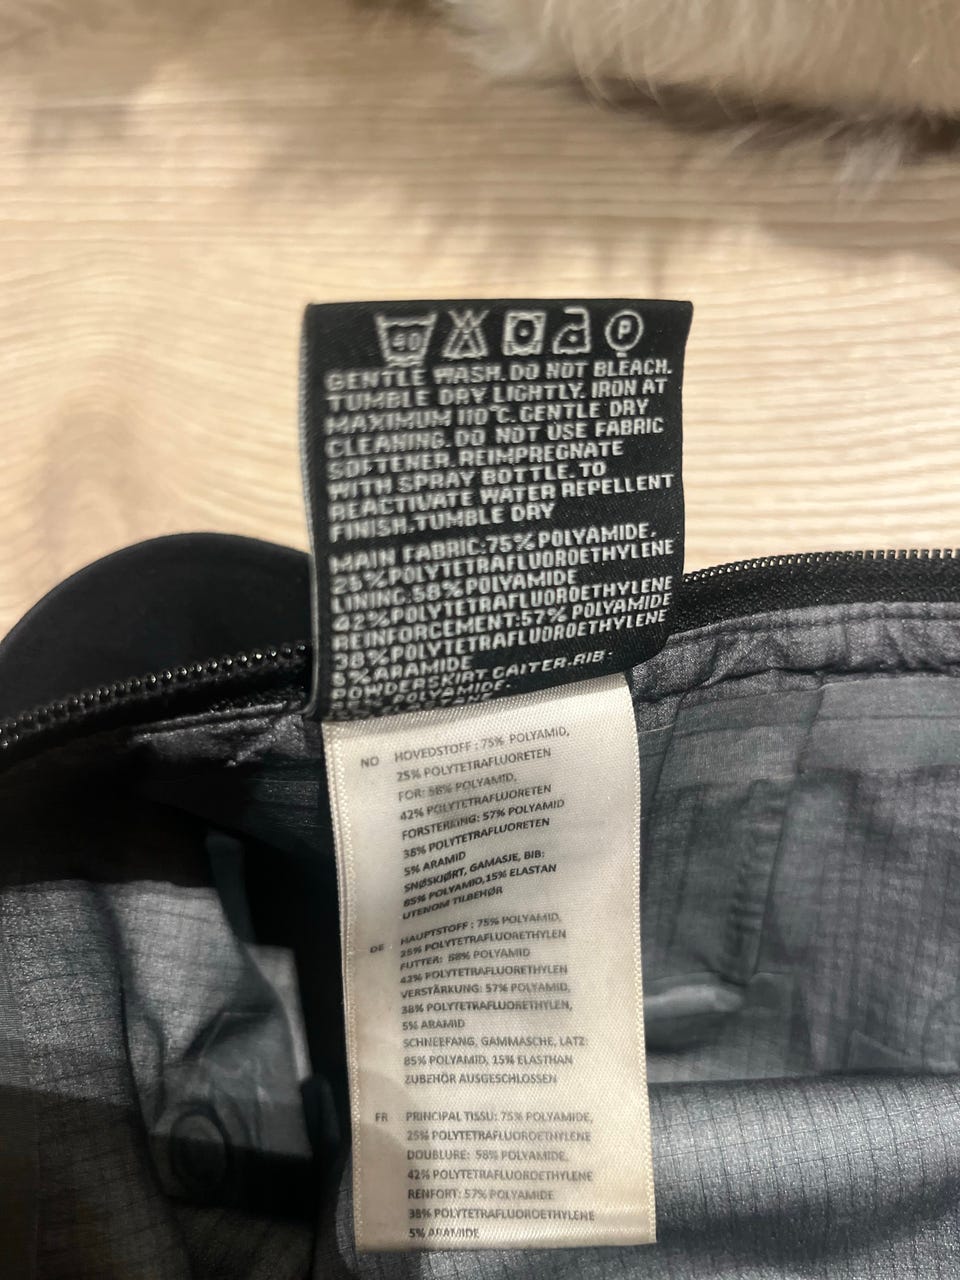 40 P
GENTLE WASH. DO NOT BLEACH.
TUMBLE DRY LIGHTLY. IRON AT
MAXIMUM 110°C. GENTLE DRY
CLEANING. DO NOT USE FABRIC
SOFTENER. REIMPREGNATE
WITH SPRAY BOTTLE. TO
REACTIVATE WATER REPELLENT
FINISH. TUMBLE DRY
MAIN FABRIC:75%POLYAMIDE,
25%POLYTETRAFLUOROETHYLENE
LINING:58%POLYAMIDE
42%POLYTETRAFLUOROETHYLENE
REINFORCEMENT:57%POLYAMIDE
38%POLYTETRAFLUOROETHYLENE
5%ARAMIDE
POWDERSKIRT GAITER.BIB:
85% POLYAMIDE.
NO HOVEDSTOFF : 75% POLYAMID,
25% POLYTETRAFLUORETEN
FOR: 58% POLYAMID,
42% POLYTETRAFLUORETEN
FORSTERKING: 57% POLYAMID
38% POLYTETRAFLUORETEN
5% ARAMID
SNØSKJØRT, GAMASJE, BIB:
85% POLYAMID,15% ELASTAN
UTENOM TILBEHØR
DE HAUPTSTOFF : 75% POLYAMID,
25% POLYTETRAFLUORETHYLEN
FUTTER: 58% POLYAMID
42% POLYTETRAFLUORETHYLEN
VERSTÄRKUNG: 57% POLYAMID,
38% POLYTETRAFLUORETHYLEN,
5% ARAMID
SCHNEEFANG, GAMMASCHE, LATZ:
85% POLYAMID, 15% ELASTHAN
ZUBEHÖR AUSGESCHLOSSEN
FR PRINCIPAL TISSU: 75% POLYAMIDE,
25% POLYTETRAFLUOROETHYLENE
DOUBLURE: 58% POLYAMIDE,
42% POLYTETRAFLUOROETHYLENE
RENFORT: 57% POLYAMIDE
38% POLYTETRAFLUOROETHYLENE
5% ARAMIDE